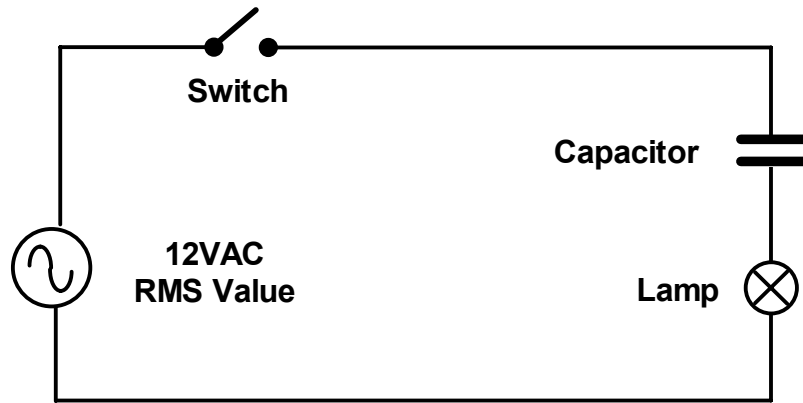 Switch
Capacitor
12VAC
RMS Value
Lamp